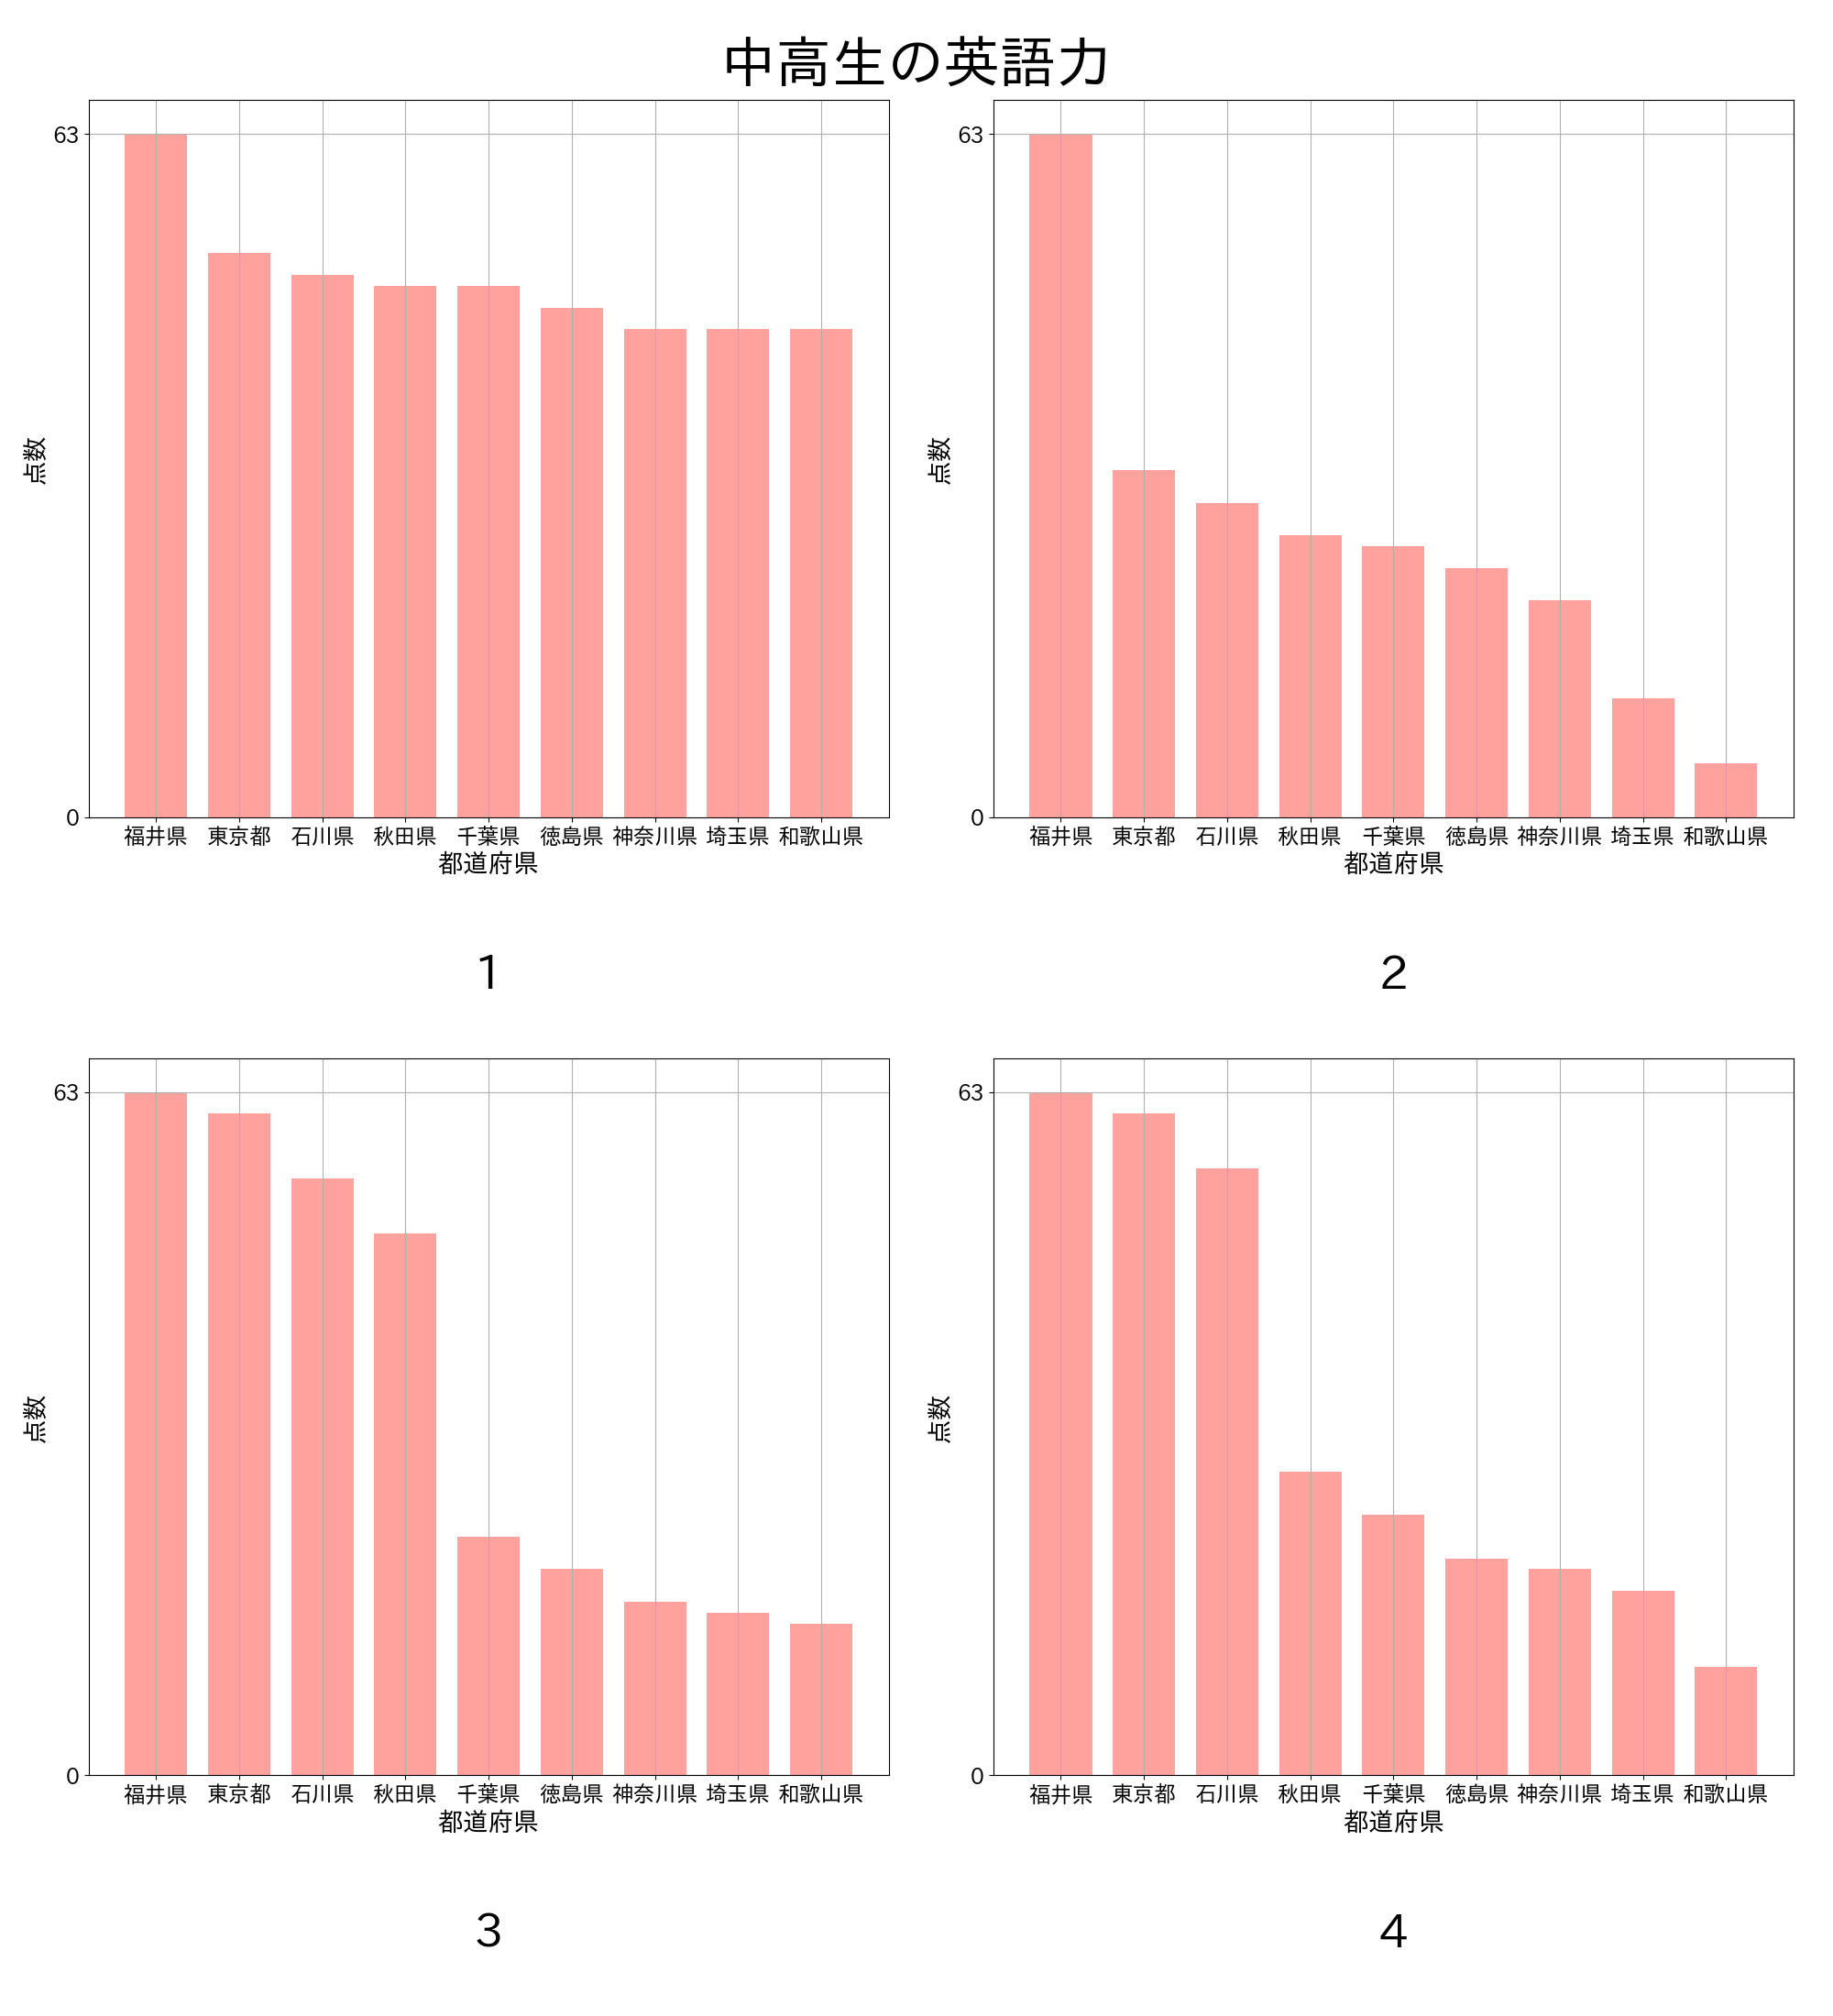 中高生の英語力
63
点数
0
福井県 東京都 石川県 秋田県 千葉県 徳島県 神奈川県 埼玉県 和歌山県
都道府県
1
63
点数
0
福井県 東京都 石川県 秋田県 千葉県 徳島県 神奈川県 埼玉県 和歌山県
都道府県
2
63
点数
0
福井県 東京都 石川県 秋田県 千葉県 徳島県 神奈川県 埼玉県 和歌山県
都道府県
3
63
点数
0
福井県 東京都 石川県 秋田県 千葉県 徳島県 神奈川県 埼玉県 和歌山県
都道府県
4